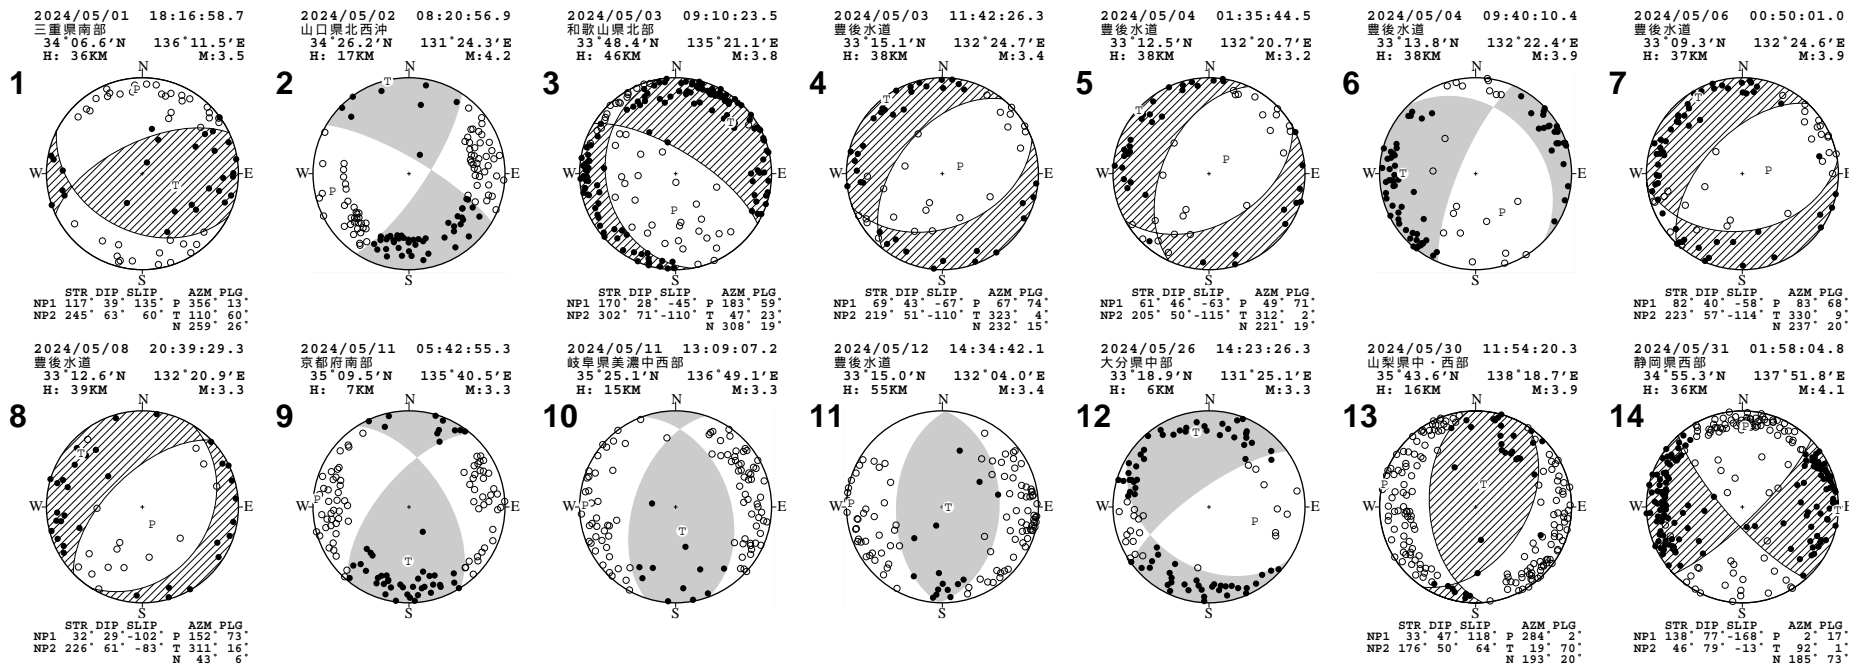 1
2024/05/01 18:16:58.7
三重県南部
34°06.6'N 136°11.5'E
H: 36KM M:3.5
N
P
W T E
S
STR DIP SLIP AZM PLG
NP1 117° 39° 135° P 356° 13°
NP2 245° 63° 60° T 110° 60°
N 259° 26°
2
2024/05/02 08:20:56.9
山口県北西沖
34°26.2'N 131°24.3'E
H: 17KM M:4.2
N
T
W E
P
S
3
2024/05/03 09:10:23.5
和歌山県北部
33°48.4'N 135°21.1'E
H: 46KM M:3.8
N
T
W E
P
S
STR DIP SLIP AZM PLG
NP1 170° 28° -45° P 183° 59°
NP2 302° 71° -110° T 47° 23°
N 308° 19°
4
2024/05/03 11:42:26.3
豊後水道
33°15.1'N 132°24.7'E
H: 38KM M:3.4
N
T
W P E
S
STR DIP SLIP AZM PLG
NP1 69° 43° -67° P 67° 74°
NP2 219° 51° -110° T 323° 4°
N 232° 15°
5
2024/05/04 01:35:44.5
豊後水道
33°12.5'N 132°20.7'E
H: 38KM M:3.2
N
T
P
W E
S
STR DIP SLIP AZM PLG
NP1 61° 46° -63° P 49° 71°
NP2 205° 50° -115° T 312° 2°
N 221° 19°
6
2024/05/04 09:40:10.4
豊後水道
33°13.8'N 132°22.4'E
H: 38KM M:3.9
N
W T E
P
S
7
2024/05/06 00:50:01.0
豊後水道
33°09.3'N 132°24.6'E
H: 37KM M:3.9
N
T
W P E
S
STR DIP SLIP AZM PLG
NP1 82° 40° -58° P 83° 68°
NP2 223° 57° -114° T 330° 9°
N 237° 20°
8
2024/05/08 20:39:29.3
豊後水道
33°12.6'N 132°20.9'E
H: 39KM M:3.9
N
T
W E
P
S
STR DIP SLIP AZM PLG
NP1 32° 29° -102° P 152° 73°
NP2 226° 61° -83° T 311° 16°
N 43° 6°
9
2024/05/11 05:42:55.3
京都府南部
35°09.5'N 135°40.5'E
H: 7KM M:3.3
N
P
W E
T
S
10
2024/05/11 13:09:07.2
岐阜県美濃中西部
35°25.1'N 136°49.1'E
H: 15KM M:3.3
N
W P E
T
S
11
2024/05/12 14:34:42.1
豊後水道
33°15.0'N 132°04.0'E
H: 55KM M:3.4
N
W P T E
S
12
2024/05/26 14:23:26.3
大分県中部
33°18.9'N 131°25.1'E
H: 6KM M:3.3
N
T
W E
P
S
13
2024/05/30 11:54:20.3
山梨県中・西部
35°43.6'N 138°18.7'E
H: 16KM M:3.9
N
P T
W E
S
STR DIP SLIP AZM PLG
NP1 33° 47° 118° P 284° 2°
NP2 176° 50° 64° T 19° 70°
N 193° 20°
14
2024/05/31 01:58:04.8
静岡県西部
34°55.3'N 137°51.8'E
H: 36KM M:4.1
N
P
W T E
S
STR DIP SLIP AZM PLG
NP1 138° 77° -168° P 2° 17°
NP2 46° 79° -13° T 92° 1°
N 185° 73°